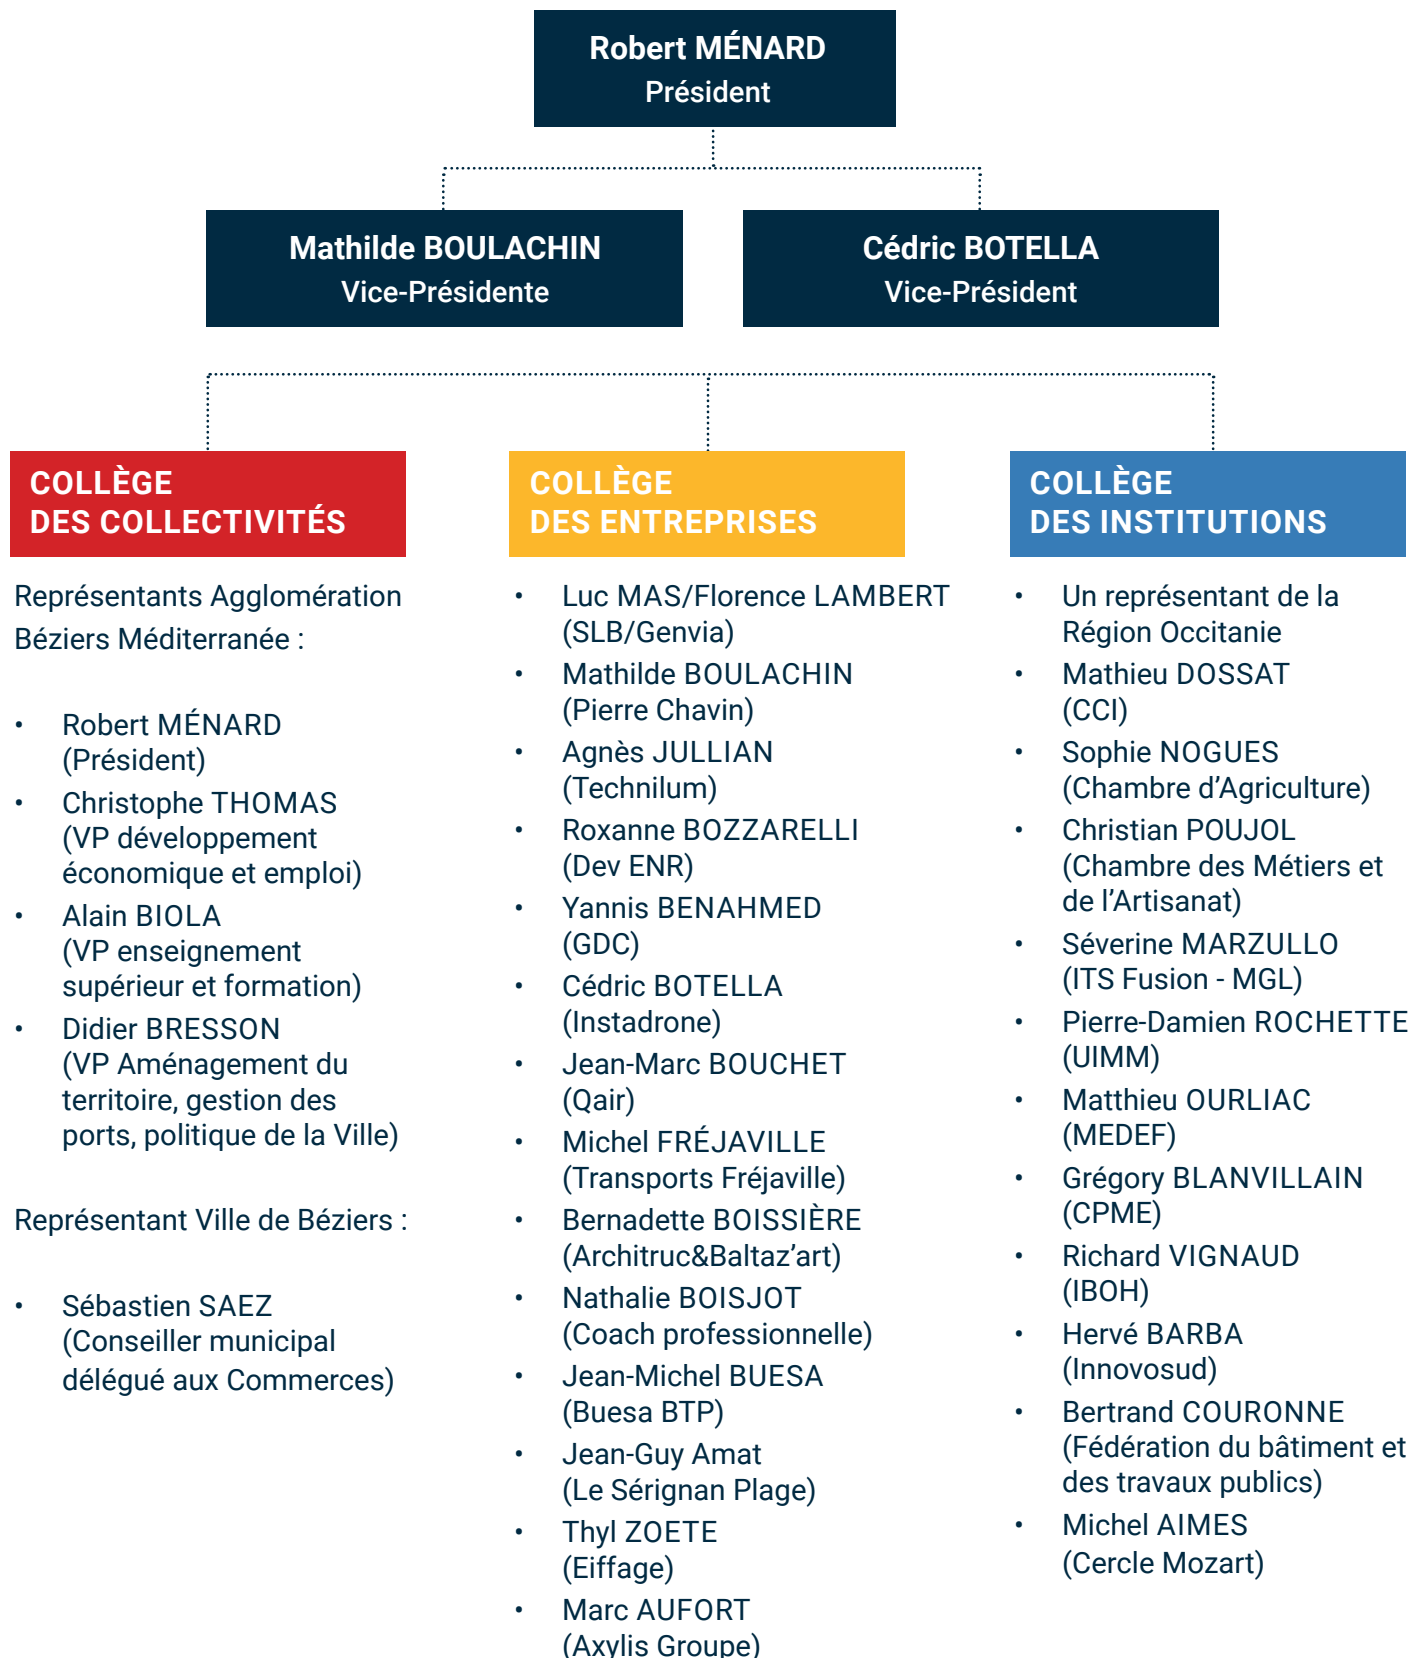 Robert MÉNARD
Président
Mathilde BOULACHIN
Vice-Présidente
Cédric BOTELLA
Vice-Président
COLLÈGE
DES COLLECTIVITÉS
Représentants Agglomération
Béziers Méditerranée :
• Robert MÉNARD
(Président)
• Christophe THOMAS
(VP développement
économique et emploi)
• Alain BIOLA
(VP enseignement
supérieur et formation)
• Didier BRESSON
(VP Aménagement du
territoire, gestion des
ports, politique de la Ville)
Représentant Ville de Béziers :
• Sébastien SAEZ
(Conseiller municipal
délégué aux Commerces)
COLLÈGE
DES ENTREPRISES
• Luc MAS/Florence LAMBERT
(SLB/Genvia)
• Mathilde BOULACHIN
(Pierre Chavin)
• Agnès JULLIAN
(Technilum)
• Roxanne BOZZARELLI
(Dev ENR)
• Yannis BENAHMED
(GDC)
• Cédric BOTELLA
(Instadrone)
• Jean-Marc BOUCHET
(Qair)
• Michel FRÉJAVILLE
(Transports Fréjaville)
• Bernadette BOISSIÈRE
(Architruc&Baltaz’art)
• Nathalie BOISJOT
(Coach professionnelle)
• Jean-Michel BUESA
(Buesa BTP)
• Jean-Guy Amat
(Le Sérignan Plage)
• Thyl ZOETE
(Eiffage)
• Marc AUFORT
(Axylis Groupe)
COLLÈGE
DES INSTITUTIONS
• Un représentant de la
Région Occitanie
• Mathieu DOSSAT
(CCI)
• Sophie NOGUES
(Chambre d’Agriculture)
• Christian POUJOL
(Chambre des Métiers et
de l’Artisanat)
• Séverine MARZULLO
(ITS Fusion - MGL)
• Pierre-Damien ROCHETTE
(UIMM)
• Matthieu OURLIAC
(MEDEF)
• Grégory BLANVILLAIN
(CPME)
• Richard VIGNAUD
(IBOH)
• Hervé BARBA
(Innovosud)
• Bertrand COURONNE
(Fédération du bâtiment et
des travaux publics)
• Michel AIMES
(Cercle Mozart)